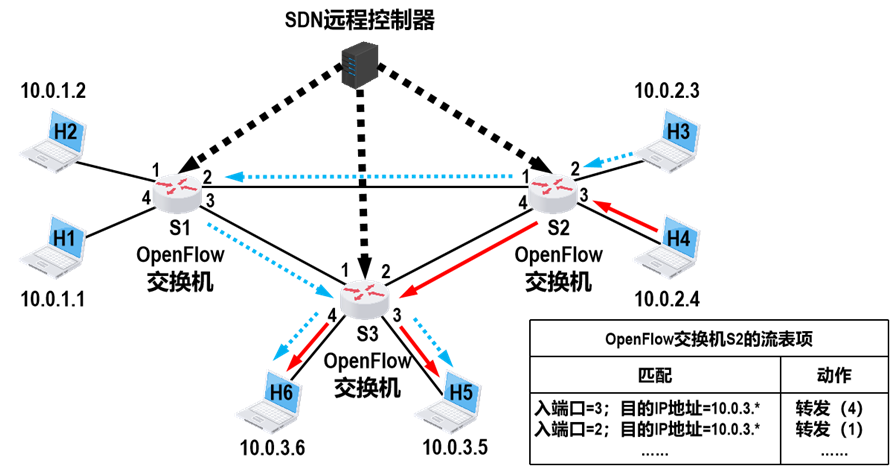 SDN远程控制器
10.0.1.2
10.0.2.3
H2
H3
1
2
1
2
4
3
4
3
S1
S2
H1
H4
OpenFlow
交换机
OpenFlow
交换机
10.0.1.1
10.0.2.4
1
2
4
3
S3
OpenFlow
交换机
H6
H5
10.0.3.6
10.0.3.5
OpenFlow交换机S2的流表项
匹配 动作
入端口=3；目的IP地址=10.0.3.* 转发（4）
入端口=2；目的IP地址=10.0.3.* 转发（1）
…… ……